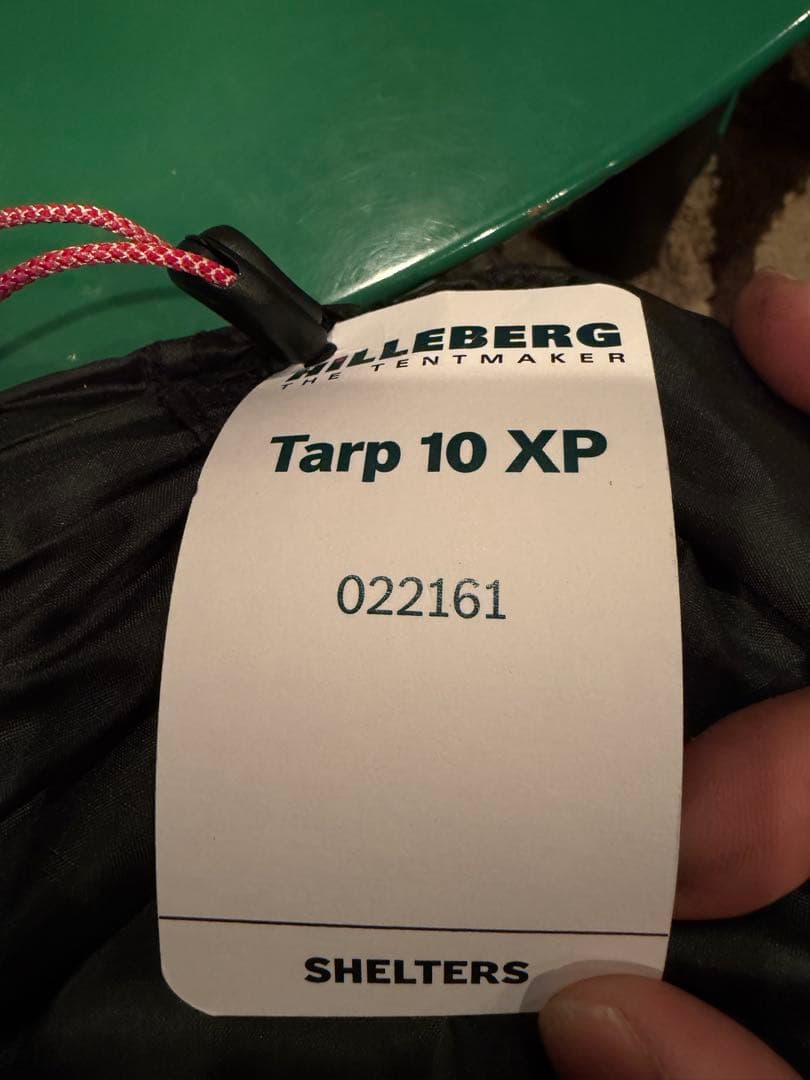 HILLEBERG
THE TENTMAKER
Tarp 10 XP
022161
SHELTERS